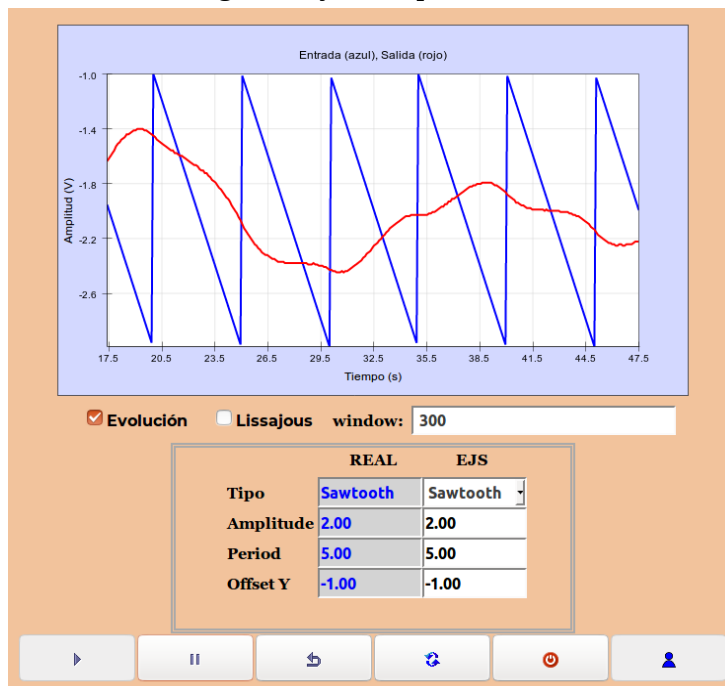 Entrada (azul), Salida (rojo)
-1.0
-1.4
-1.8
-2.2
-2.6
Amplitud (V)
17.5 20.5 23.5 26.5 29.5 32.5 35.5 38.5 41.5 44.5 47.5
Tiempo (s)
Evolución Lissajous window: 300
REAL EJS
Tipo Sawtooth Sawtooth
Amplitude 2.00 2.00
Period 5.00 5.00
Offset Y -1.00 -1.00